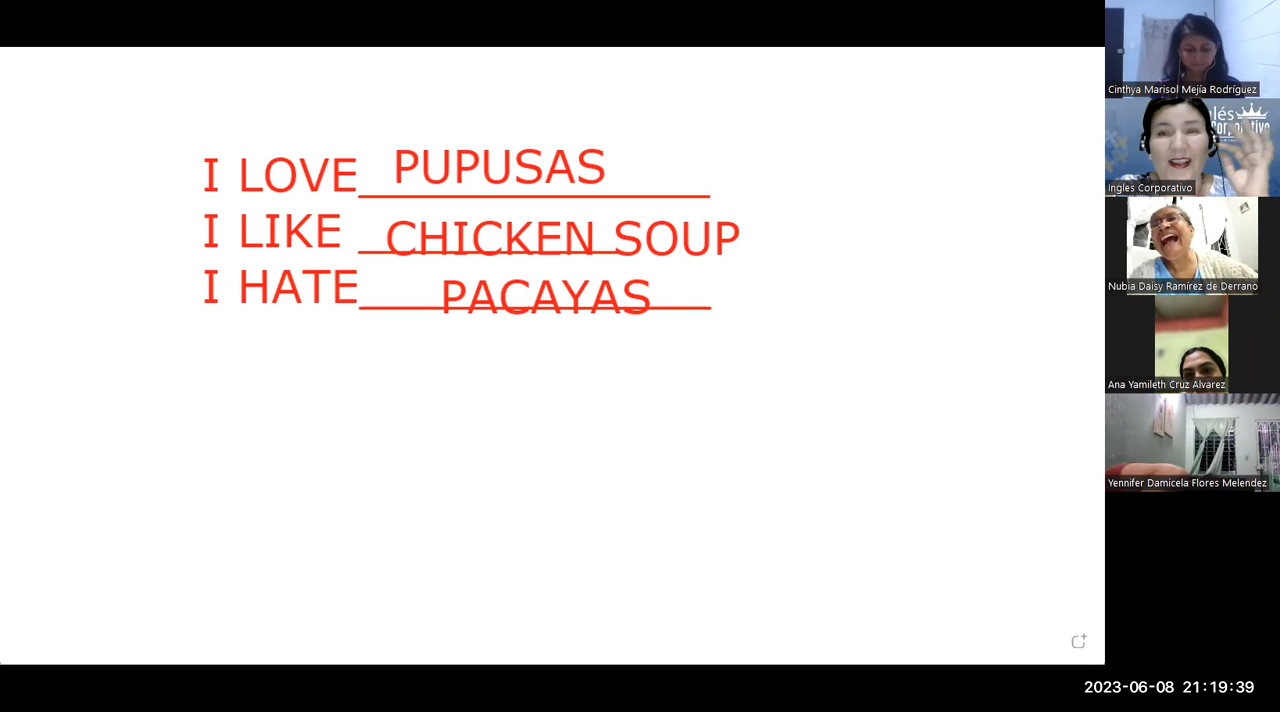 I LOVE PUPUSAS
I LIKE CHICKEN SOUP
I HATE PACAYAS
Cinthya Marisol Mejía Rodríguez
Ingles Corporativo
Nubia Daisy Ramírez de Derrano
Ana Yamileth Cruz Alvarez
Yennifer Damicela Flores Melendez
2023-06-08 21:19:39